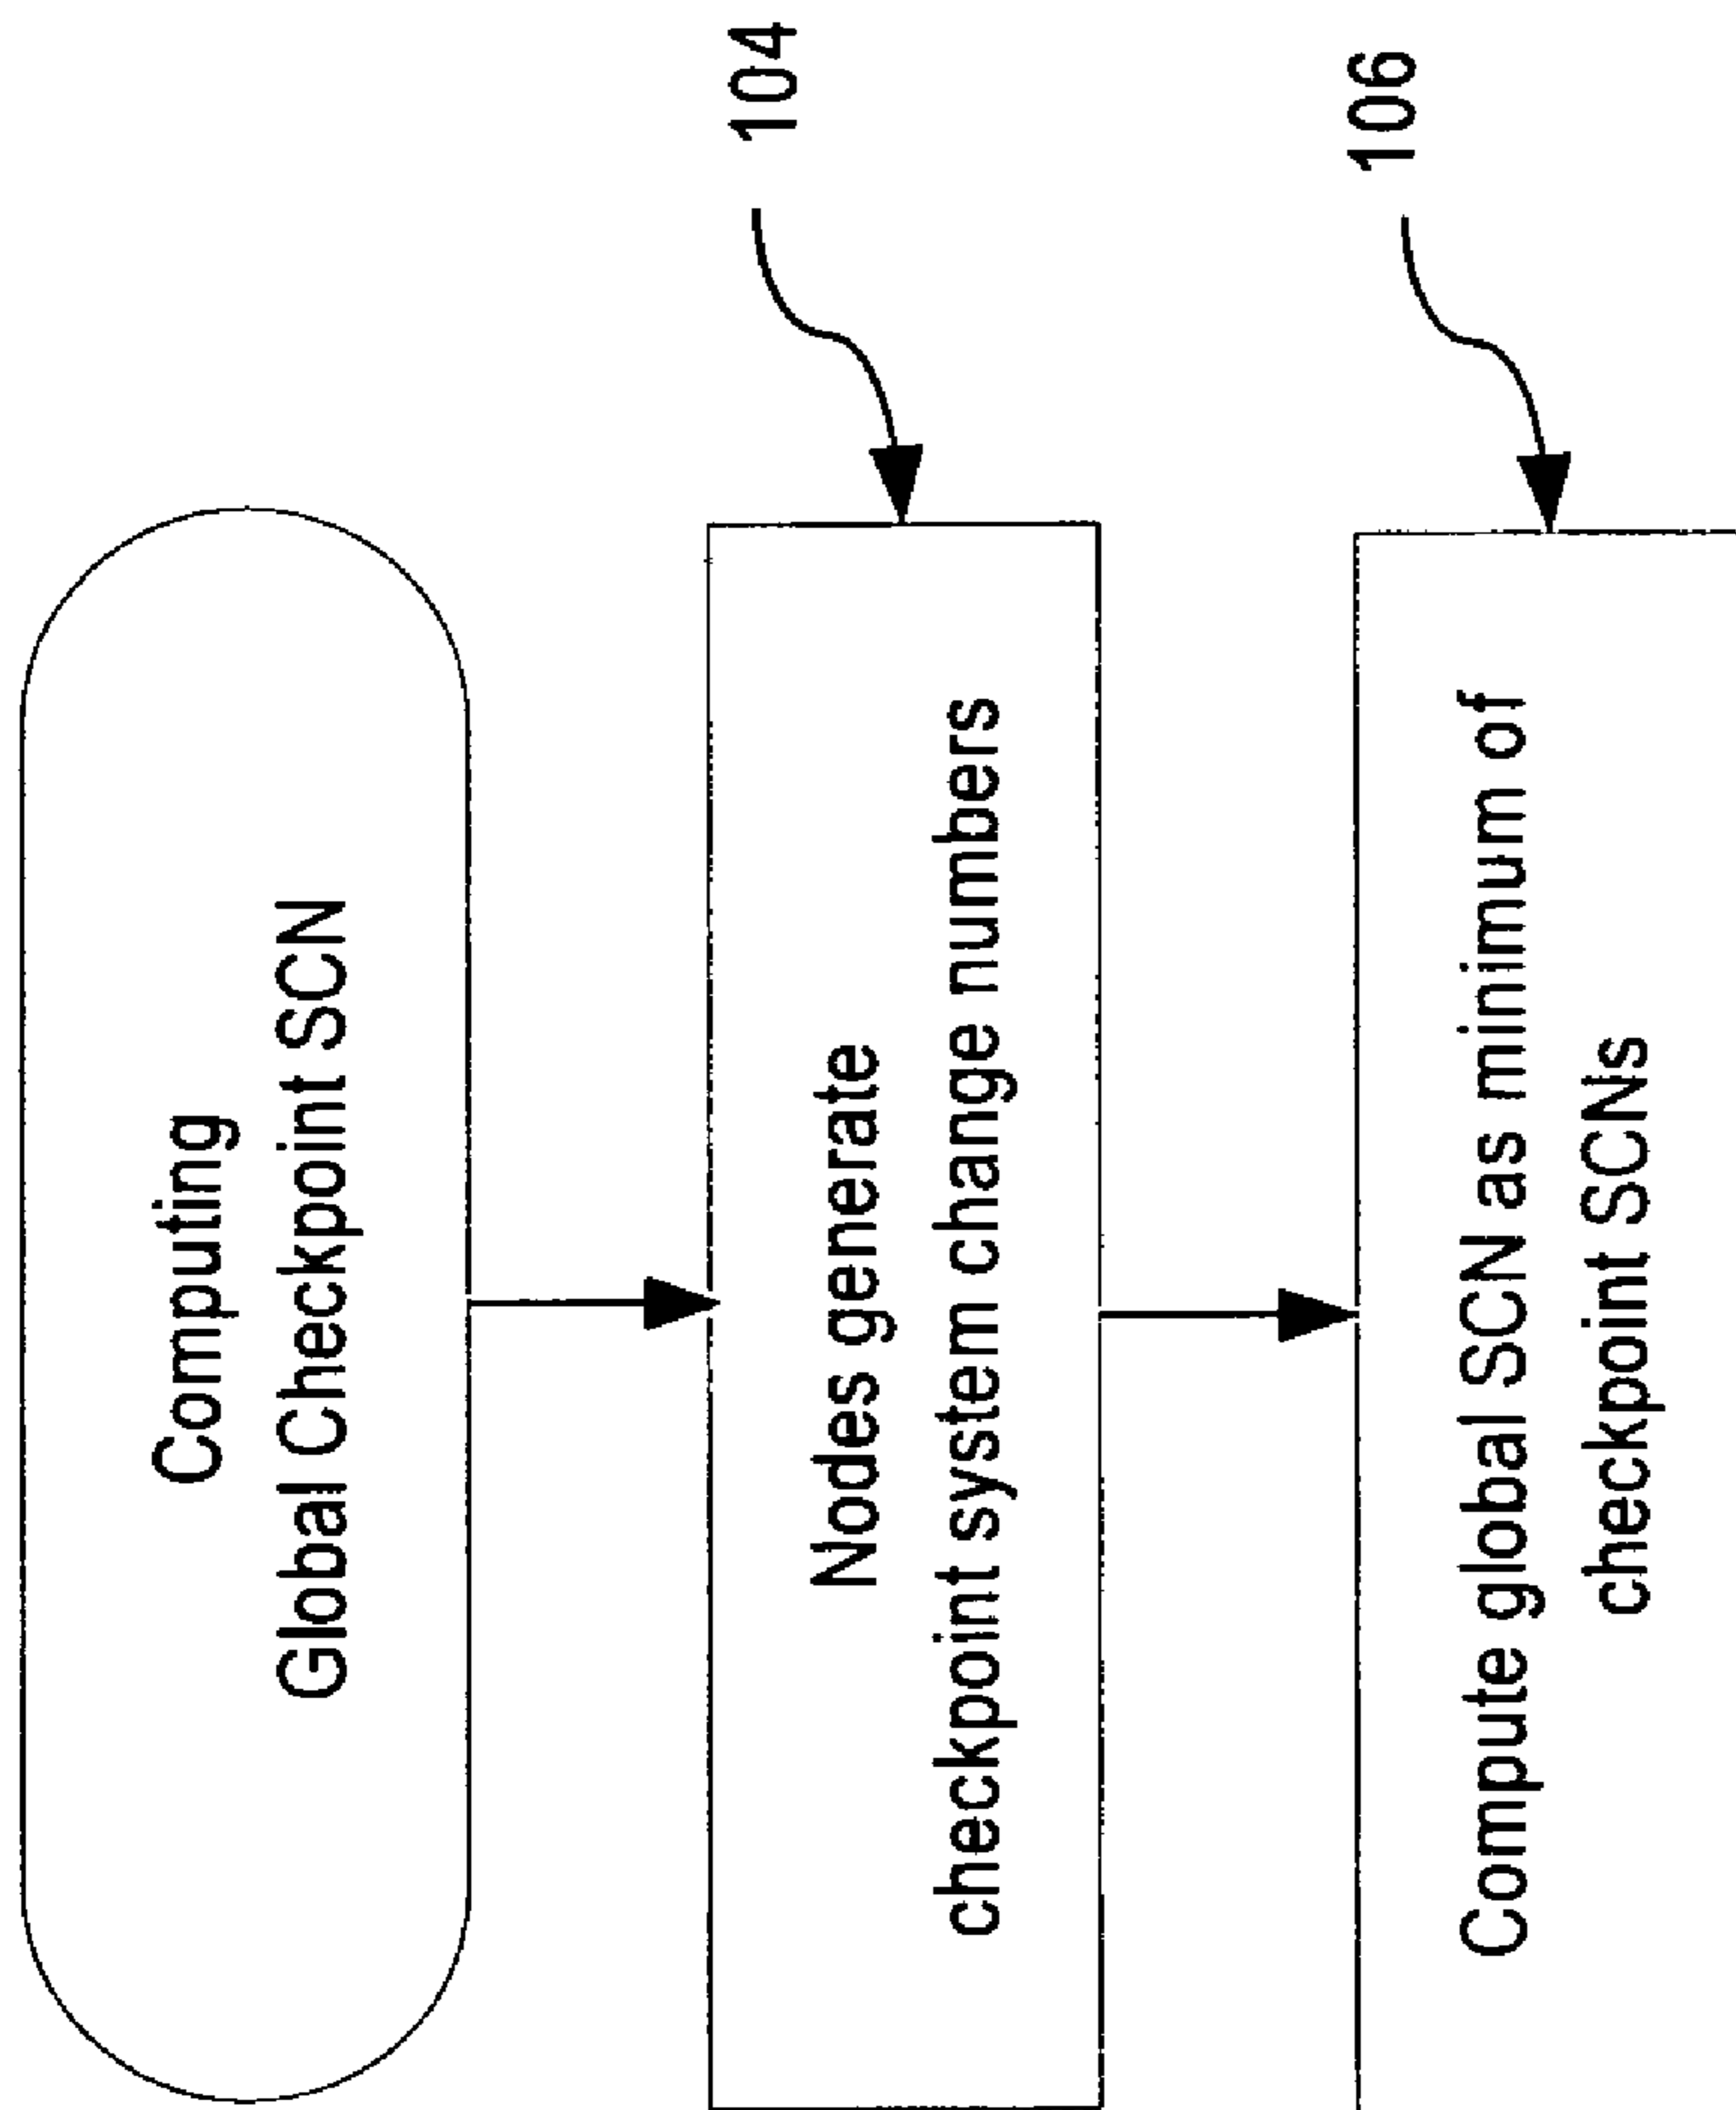 Computing
Global Checkpoint SCN
Nodes generate
checkpoint system change numbers
104
Compute global SCN as minimum of
checkpoint SCNs
106